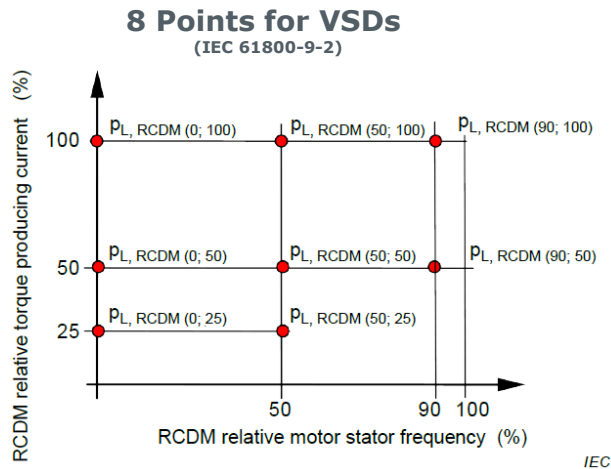 8 Points for VSDs
(IEC 61800-9-2)
RCDM relative torque producing current (%)
100
pL, RCDM (0; 100)
pL, RCDM (50; 100)
pL, RCDM (90; 100)
50
pL, RCDM (0; 50)
pL, RCDM (50; 50)
pL, RCDM (90; 50)
25
pL, RCDM (0; 25)
pL, RCDM (50; 25)
50 90 100
RCDM relative motor stator frequency (%)
IEC